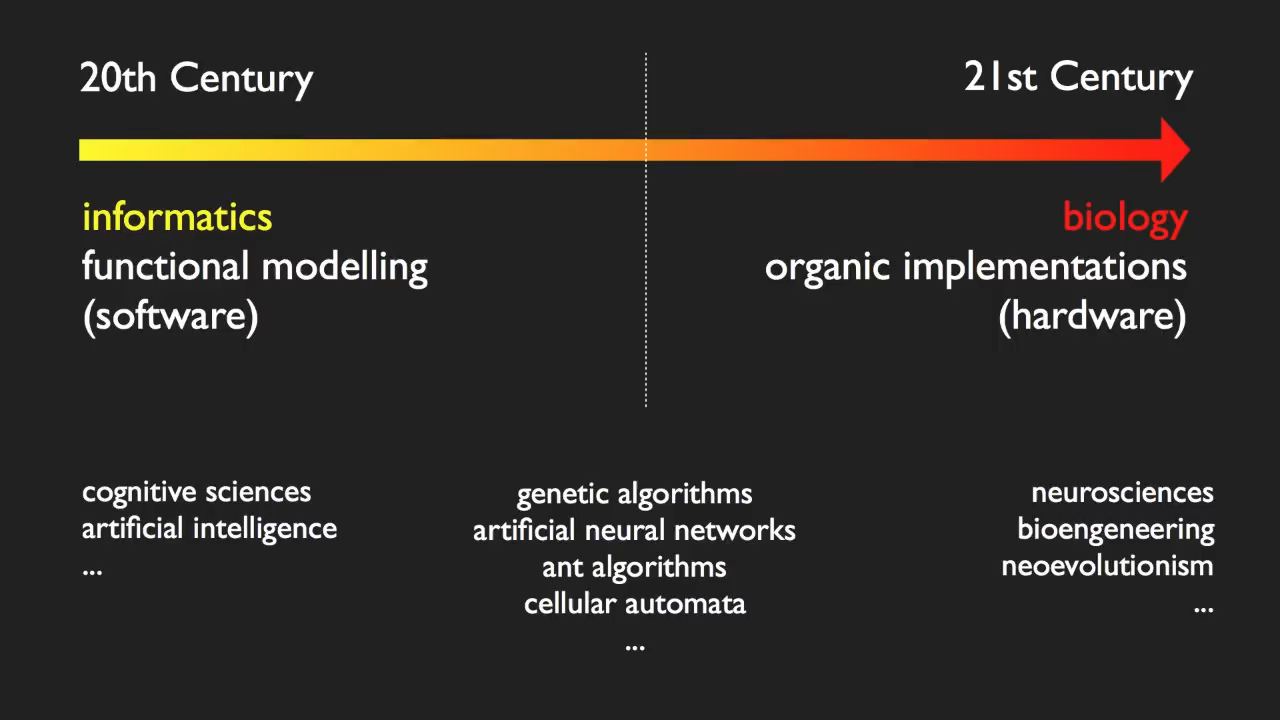 20th Century
21st Century
informatics
functional modelling
(software)
biology
organic implementations
(hardware)
cognitive sciences
artificial intelligence
...
genetic algorithms
artificial neural networks
ant algorithms
cellular automata
...
neurosciences
bioengeneering
neoevolutionism
...